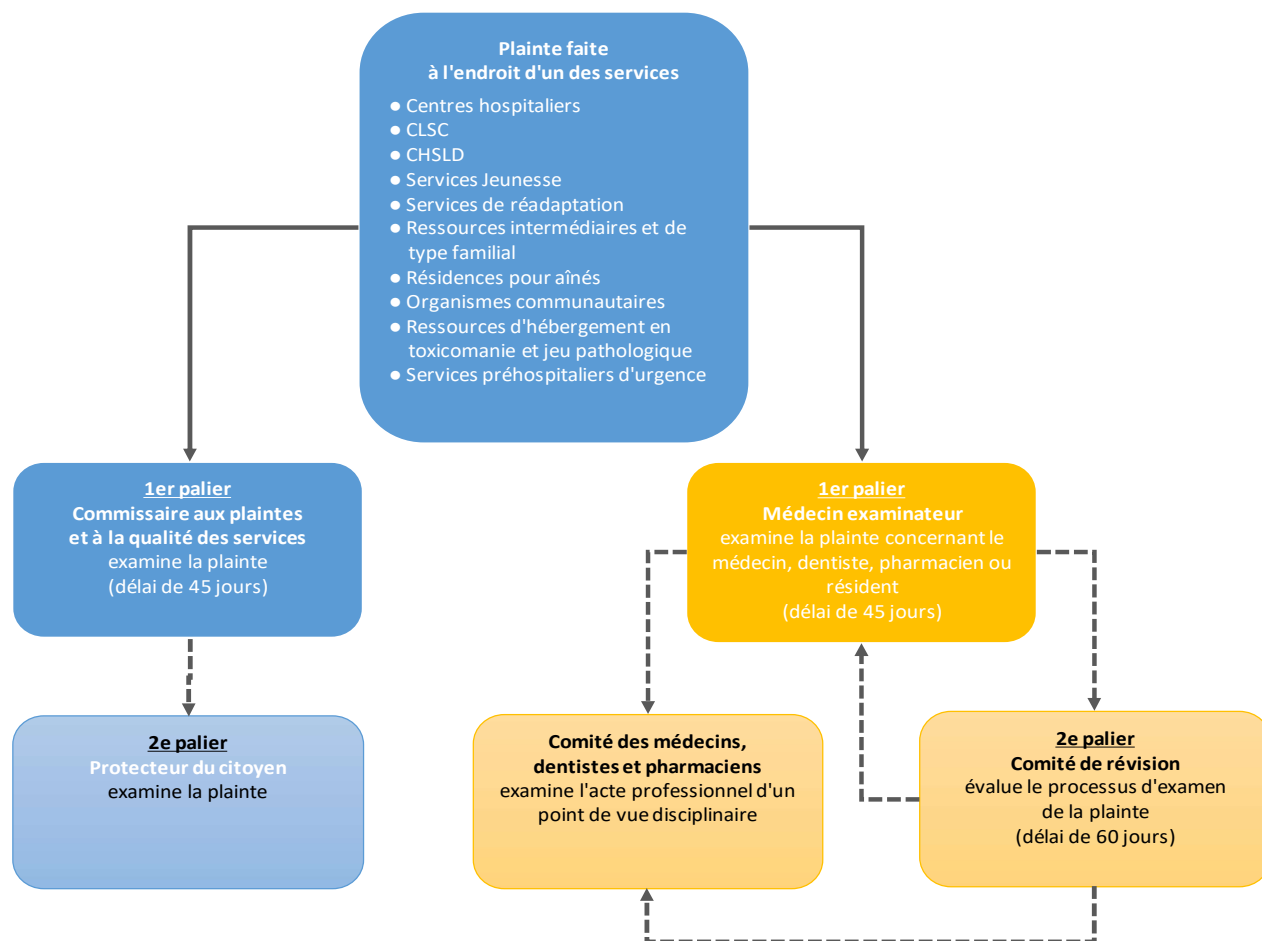 Plainte faite
à l'endroit d'un des services
● Centres hospitaliers
● CLSC
● CHSLD
● Services Jeunesse
● Services de réadaptation
● Ressources intermédiaires et de
type familial
● Résidences pour aînés
● Organismes communautaires
● Ressources d'hébergement en
toxicomanie et jeu pathologique
● Services préhospitaliers d'urgence
1er palier
Commissaire aux plaintes
et à la qualité des services
examine la plainte
(délai de 45 jours)
1er palier
Médecin examinateur
examine la plainte concernant le
médecin, dentiste, pharmacien ou
résident
(délai de 45 jours)
2e palier
Protecteur du citoyen
examine la plainte
Comité des médecins,
dentistes et pharmaciens
examine l'acte professionnel d'un
point de vue disciplinaire
2e palier
Comité de révision
évalue le processus d'examen
de la plainte
(délai de 60 jours)